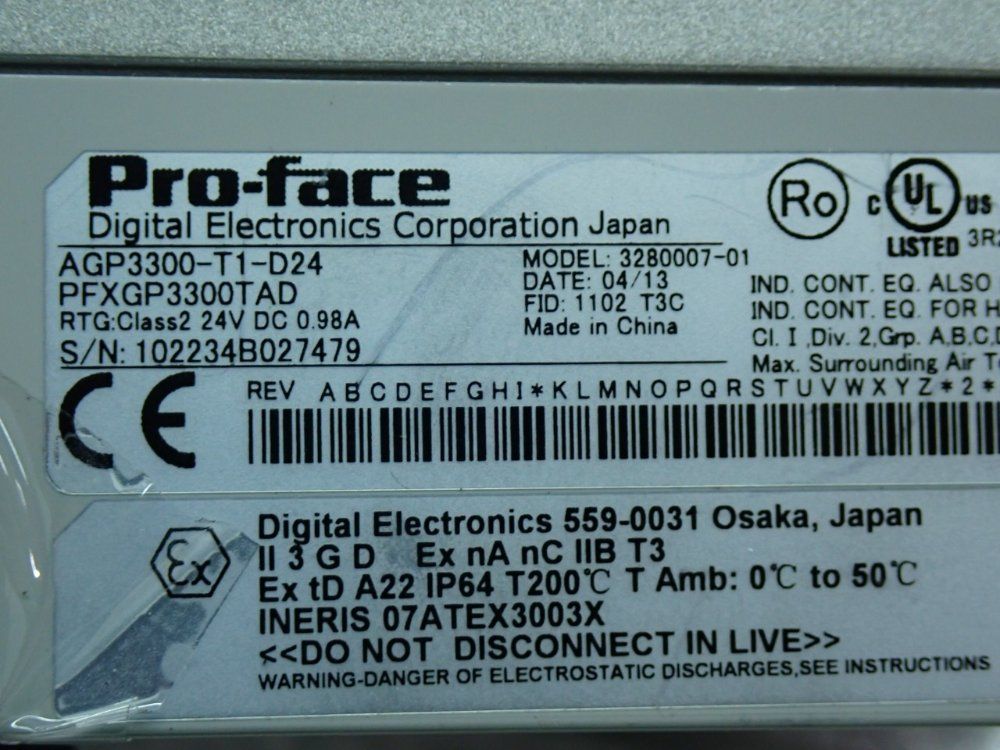 Pro-face
Digital Electronics Corporation Japan
AGP3300-T1-D24
PFXGP3300TAD
RTG:Class2 24V DC 0.98A
S/N: 102234B027479
MODEL: 3280007-01
DATE: 04/13
FID: 1102 T3C
Made in China
Ro
C UL US
LISTED 3R2
IND. CONT. EQ. ALSO
IND. CONT. EQ. FOR H
Cl. I ,Div. 2,Grp. A,B,C,D
Max. Surrounding Air
CE
REV A B C D E F G H I * K L M N O P Q R S T U V W X Y Z * 2 *
Ex
Digital Electronics 559-0031 Osaka, Japan
II 3 G D Ex nA nC IIB T3
Ex tD A22 IP64 T200℃ T Amb: 0℃ to 50℃
INERIS 07ATEX3003X
<<DO NOT DISCONNECT IN LIVE>>
WARNING-DANGER OF ELECTROSTATIC DISCHARGES,SEE INSTRUCTIONS